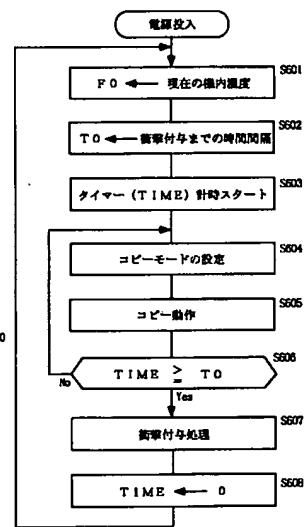 電源投入
S601
F0 ← 現在の機内温度
S602
T0 ← 衝撃付与までの時間間隔
S603
タイマー(TIME)計時スタート
S604
コピーモードの設定
S605
コピー動作
S606
TIME ≧ T0
No
Yes
S607
衝撃付与処理
S608
TIME ← 0